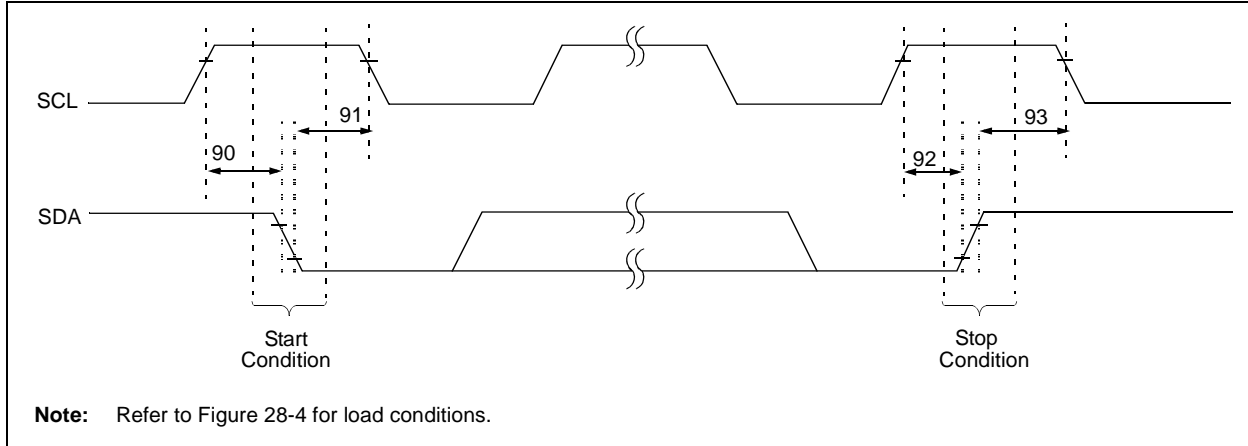 SCL
91
93
90
92
SDA
Start
Condition
Stop
Condition
Note: Refer to Figure 28-4 for load conditions.